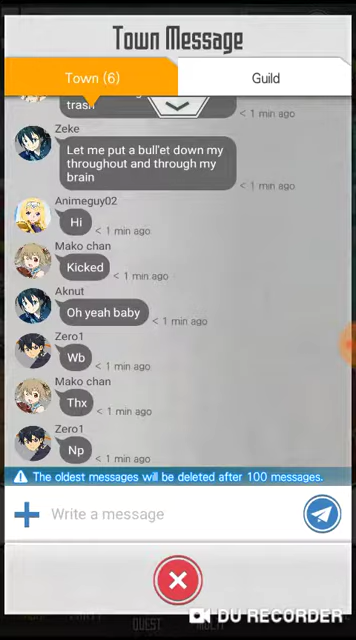 Town Message
Town (6)
Guild
trash
< 1 min ago
Zeke
Let me put a bull'et down my
throughout and through my
brain
< 1 min ago
Animeguy02
Hi
< 1 min ago
Mako chan
Kicked
< 1 min ago
Aknut
Oh yeah baby
< 1 min ago
Zero1
Wb
< 1 min ago
Mako chan
Thx
< 1 min ago
Zero1
Np
< 1 min ago
The oldest messages will be deleted after 100 messages.
Write a message
QUEST
DU RECORDER